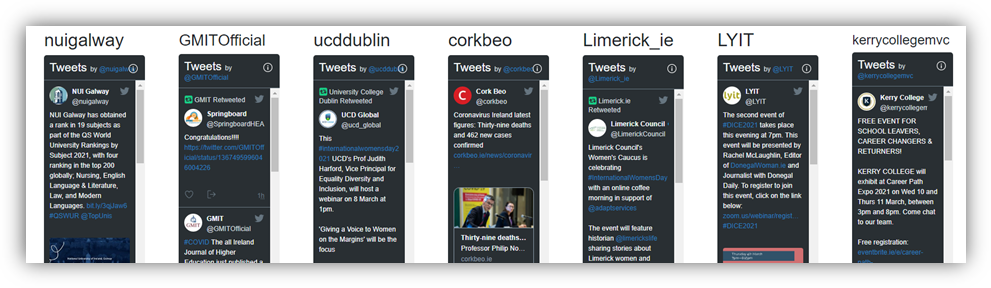 nuigalway
Tweets by @nuigalway
NUI Galway
@nuigalway
NUI Galway has obtained
a rank in 19 subjects as
part of the QS World
University Rankings by
Subject 2021, with four
ranking in the top 200
globally; Nursing, English
Language & Literature,
Law, and Modern
Languages. bit.ly/3qjJaw6
#QSWUR @TopUnis
GMITOfficial
Tweets by
@GMITOfficial
GMIT Retweeted
Springboard
@SpringboardHEA
Congratulations!!!!
https://twitter.com/GMITOff
icial/status/136749599604
6004226
GMIT
@GMITOfficial
#COVID The all Ireland
Journal of Higher
Education just published a
ucddublin
Tweets by @ucddubl
University College
Dublin Retweeted
UCD Global
@ucd_global
This
#internationalwomensday2
021 UCD's Prof Judith
Harford, Vice Principal for
Equality Diversity and
Inclusion, will host a
webinar on 8 March at
1pm.
'Giving a Voice to Women
on the Margins' will be the
focus
corkbeo
Tweets by @corkbeo
Cork Beo
@corkbeo
Coronavirus Ireland latest
figures: Thirty-nine deaths
and 462 new cases
confirmed
corkbeo.ie/news/coronavir…
Thirty-nine deaths…
Professor Philip No…
corkbeo.ie
Limerick_ie
Tweets by
@Limerick_ie
Limerick.ie
Retweeted
Limerick Council
@LimerickCouncil
Limerick Council's
Women's Caucus is
celebrating
#InternationalWomensDay
with an online coffee
morning in support of
@adaptservices
The event will feature
historian @limerickslife
sharing stories about
Limerick women and
LYIT
Tweets by @LYIT
LYIT
@LYIT
The second event of
#DICE2021 takes place
this evening at 7pm. This
event will be presented by
Rachel McLaughlin, Editor
of DonegalWoman.ie and
Journalist with Donegal
Daily. To register to join
this event, click on the link
below:
zoom.us/webinar/regist…
#DICE2021
kerrycollegemvc
Tweets by
@kerrycollegemvc
Kerry College
@kerrycollegem
FREE EVENT FOR
SCHOOL LEAVERS,
CAREER CHANGERS &
RETURNERS!
KERRY COLLEGE will
exhibit at Career Path
Expo 2021 on Wed 10 and
Thurs 11 March, between
3pm and 8pm. Come chat
to our team.
Free registration:
eventbrite.ie/e/career-
path-